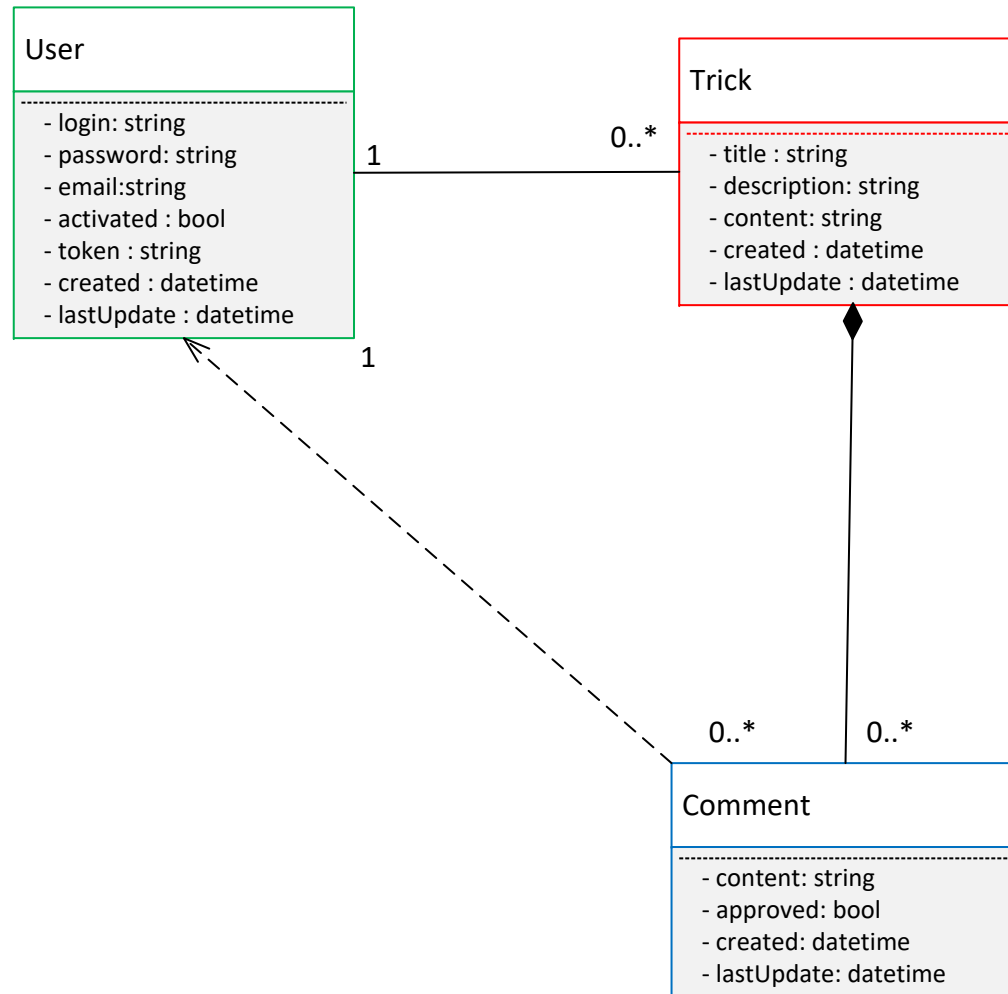 User
- login: string
- password: string
- email:string
- activated : bool
- token : string
- created : datetime
- lastUpdate : datetime
1
0..*
Trick
- title : string
- description: string
- content: string
- created : datetime
- lastUpdate : datetime
1
0..*
0..*
Comment
- content: string
- approved: bool
- created: datetime
- lastUpdate: datetime